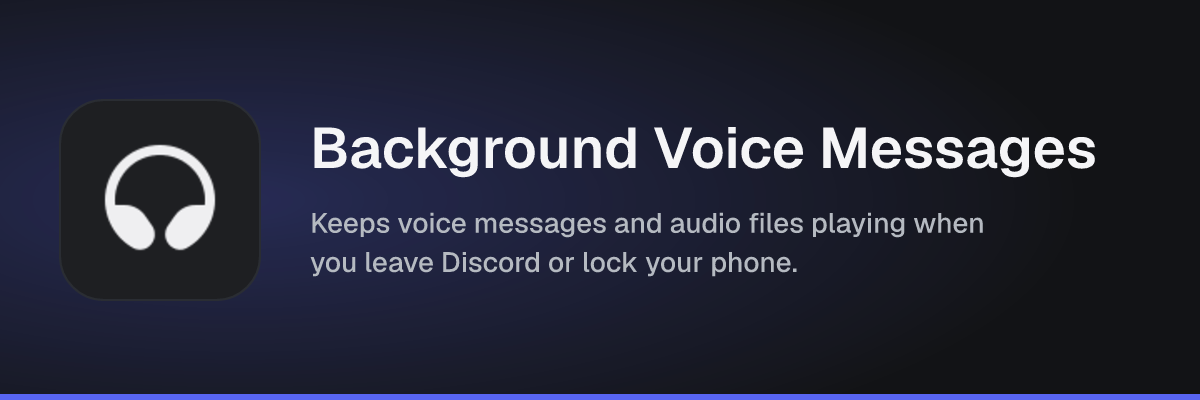 Background Voice Messages
Keeps voice messages and audio files playing when
you leave Discord or lock your phone.